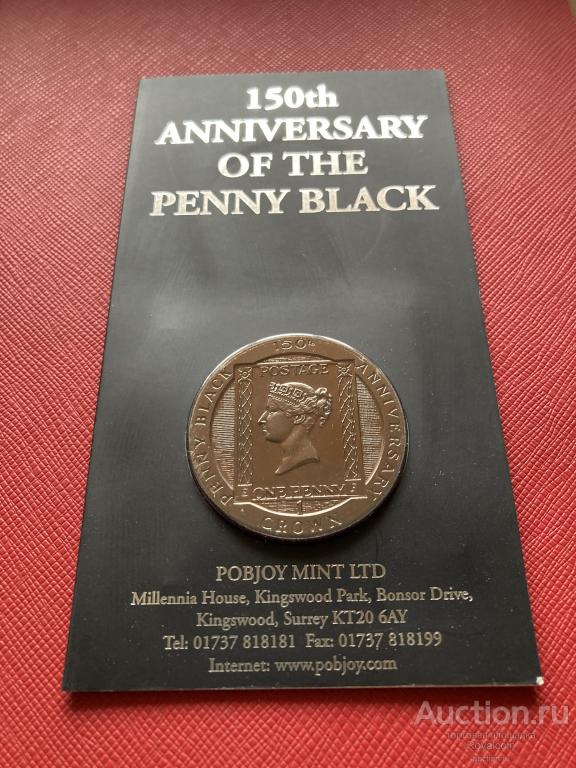 150th
ANNIVERSARY
OF THE
PENNY BLACK
150th
PENNY BLACK
ANNIVERSARY
POSTAGE
ONE PENNY
1
CROWN
POBJOY MINT LTD
Millennia House, Kingswood Park, Bonsor Drive,
Kingswood, Surrey KT20 6AY
Tel: 01737 818181 Fax: 01737 818199
Internet: www.pobjoy.com
Auction.ru